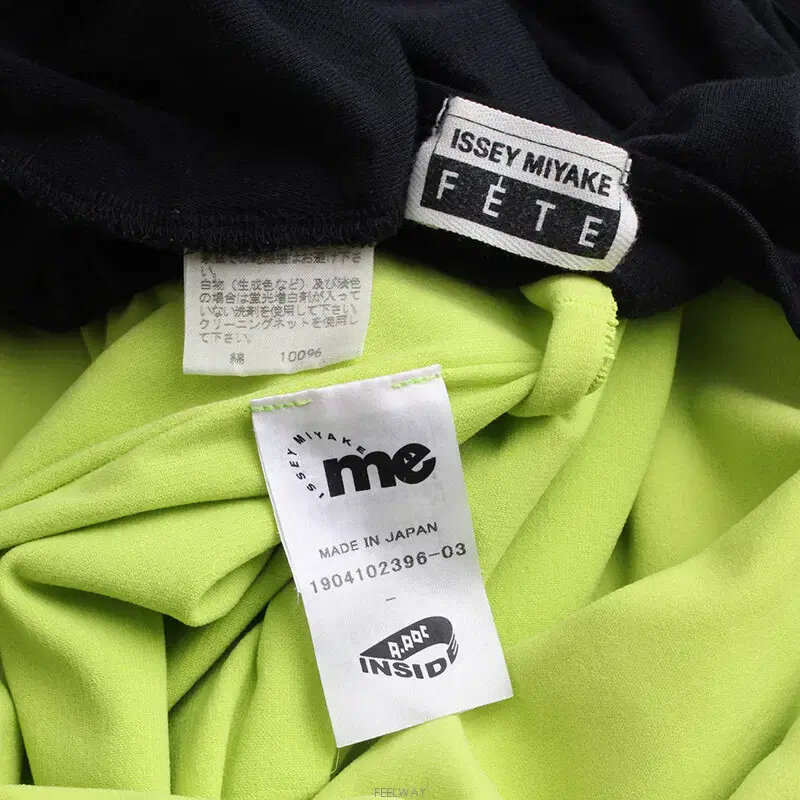 ISSEY MIYAKE
FÊTE
い。
白物（生成色など）及び淡色
の場合は蛍光増白剤が入って
いない洗剤を使用して下さい。
クリーニングネットを使用し
て下さい。
綿 10096
ISSEY MIYAKE
me
MADE IN JAPAN
1904102396-03
-
A-POC
INSIDE
FEELWAY